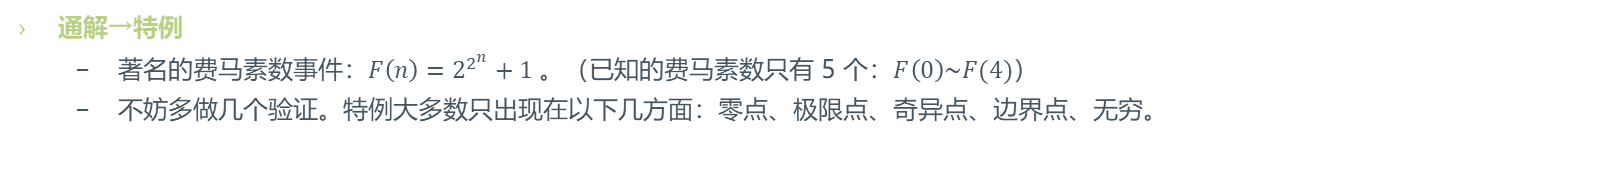 › 通解→特例
– 著名的费马素数事件：F(n) = 2^{2^n} + 1 。（已知的费马素数只有 5 个：F(0)~F(4)）
– 不妨多做几个验证。特例大多数只出现在以下几方面：零点、极限点、奇异点、边界点、无穷。